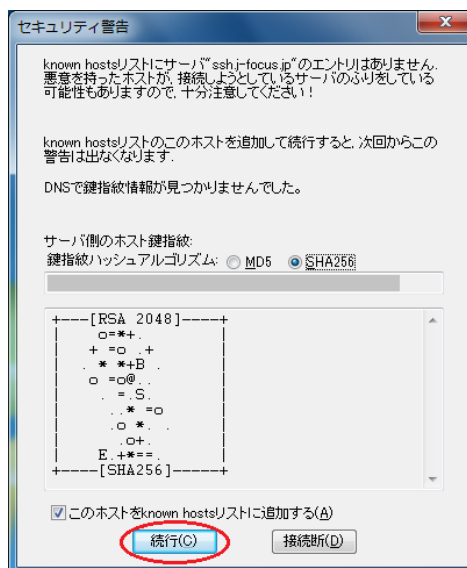 セキュリティ警告
known hostsリストにサーバ"ssh.j-focus.jp"のエントリはありません.
悪意を持ったホストが, 接続しようとしているサーバのふりをしている
可能性もありますので, 十分注意してください!
known hostsリストのこのホストを追加して続行すると, 次回からこの
警告は出なくなります.
DNSで鍵指紋情報が見つかりませんでした。
サーバ側のホスト鍵指紋:
鍵指紋ハッシュアルゴリズム: MD5 SHA256
+---[RSA 2048]----+
|      o=*+.      |
|     + =o .+     |
|    . * *+B .    |
|     o =o@. .    |
|      . =.S.     |
|       ..* =o    |
|       .o *. .   |
|        .o+.     |
|      E.+*==.    |
+----[SHA256]-----+
このホストをknown hostsリストに追加する(A)
続行(C) 接続断(D)